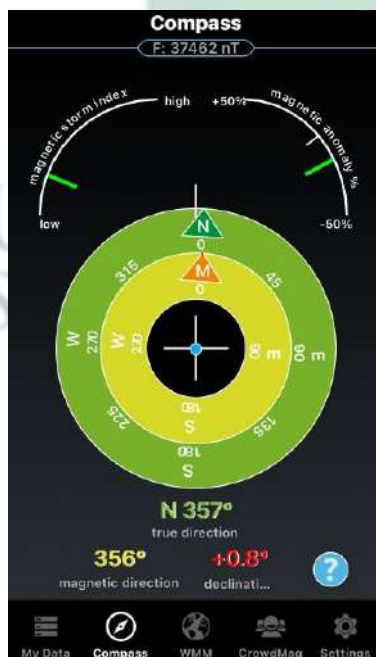 Compass
F: 37462 nT
magnetic storm index
low
high
magnetic anomaly %
+50%
-50%
N
0
M
0
315
45
W
270
W
270
90
E
90
E
225
135
180
S
180
S
N 357°
true direction
356°
magnetic direction
+0.8°
declinati...
?
My Data
Compass
WMM
CrowdMag
Settings